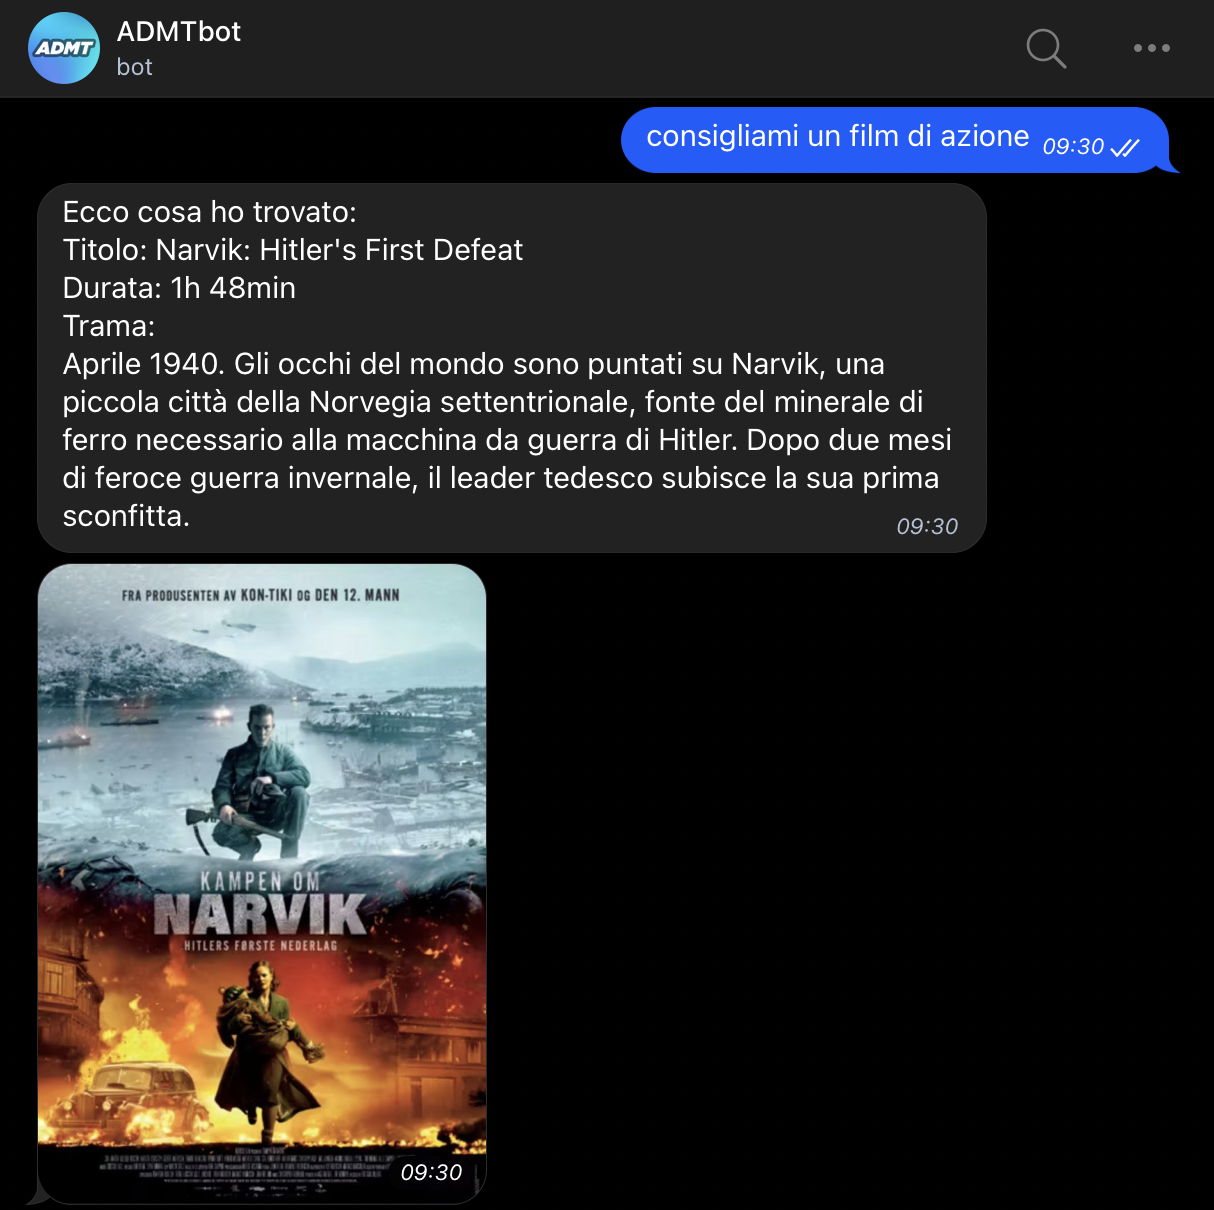 ADMT
ADMTbot
bot
consigliami un film di azione 09:30
Ecco cosa ho trovato:
Titolo: Narvik: Hitler's First Defeat
Durata: 1h 48min
Trama:
Aprile 1940. Gli occhi del mondo sono puntati su Narvik, una
piccola città della Norvegia settentrionale, fonte del minerale di
ferro necessario alla macchina da guerra di Hitler. Dopo due mesi
di feroce guerra invernale, il leader tedesco subisce la sua prima
sconfitta.
09:30
FRA PRODUSENTEN AV KON-TIKI OG DEN 12. MANN
KAMPEN OM
NARVIK
HITLERS FØRSTE NEDERLAG
09:30